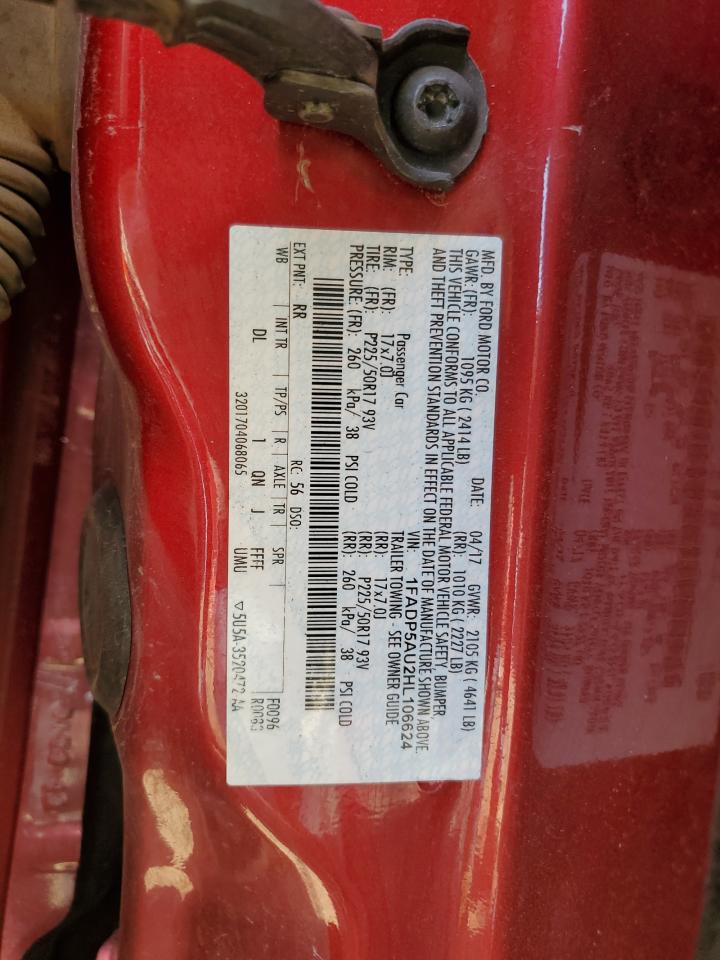 MFD. BY FORD MOTOR CO. DATE: 04/17 GVWR: 2105 KG ( 4641 LB)
GAWR: (FR): 1095 KG ( 2414 LB) (RR): 1010 KG ( 2227 LB)
THIS VEHICLE CONFORMS TO ALL APPLICABLE FEDERAL MOTOR VEHICLE SAFETY, BUMPER,
AND THEFT PREVENTION STANDARDS IN EFFECT ON THE DATE OF MANUFACTURE SHOWN ABOVE.
VIN: 1FADP5AU2HL106624
TYPE: Passenger Car TRAILER TOWING - SEE OWNER GUIDE
RIM: (FR): 17x7.0J (RR): 17x7.0J
TIRE: (FR): P225/50R17 93V (RR): P225/50R17 93V
PRESSURE: (FR): 260 kPa/ 38 PSI COLD (RR): 260 kPa/ 38 PSI COLD
EXT PNT: RR RC: 56 DSO: F0096
WB INT TR TP/PS R AXLE TR SPR
DL 1 QN J FFFF
3201704068065 UMU ▽5U5A-3520472-AA